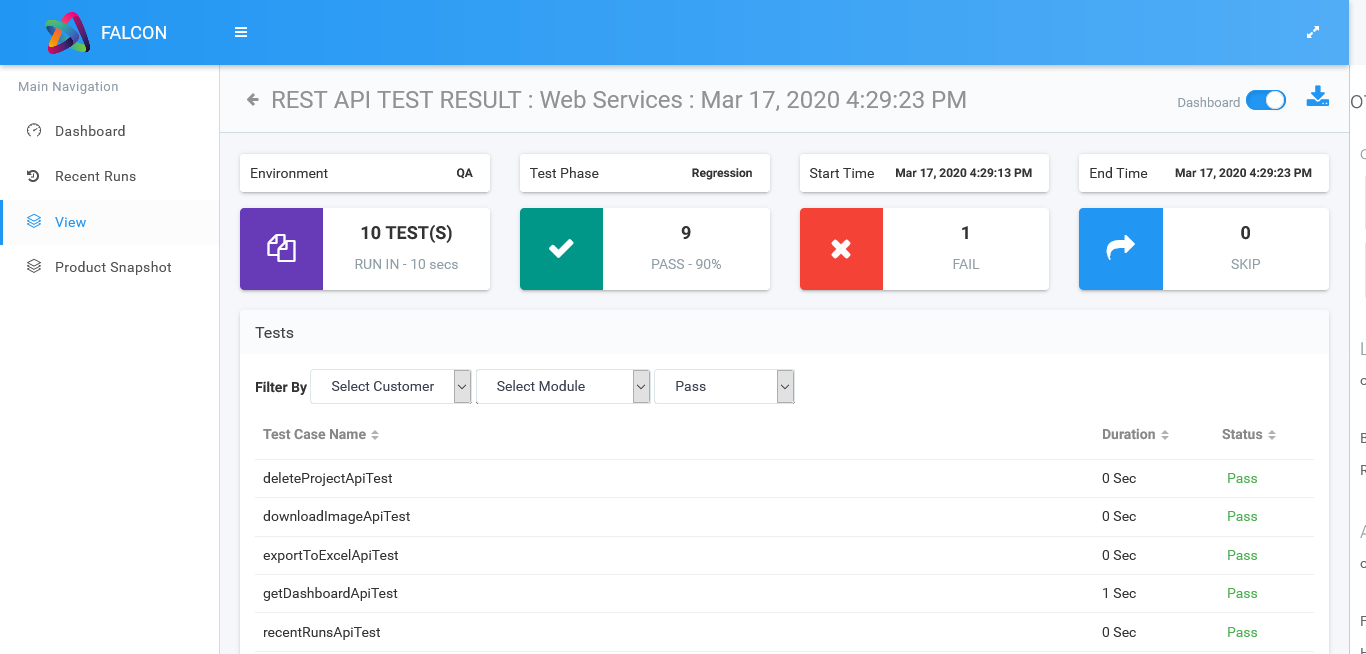 FALCON
Main Navigation
Dashboard
Recent Runs
View
Product Snapshot
REST API TEST RESULT : Web Services : Mar 17, 2020 4:29:23 PM
Dashboard
Environment QA
Test Phase Regression
Start Time Mar 17, 2020 4:29:13 PM
End Time Mar 17, 2020 4:29:23 PM
10 TEST(S)
RUN IN - 10 secs
9
PASS - 90%
1
FAIL
0
SKIP
Tests
Filter By Select Customer Select Module Pass
Test Case Name Duration Status
deleteProjectApiTest 0 Sec Pass
downloadImageApiTest 0 Sec Pass
exportToExcelApiTest 0 Sec Pass
getDashboardApiTest 1 Sec Pass
recentRunsApiTest 0 Sec Pass